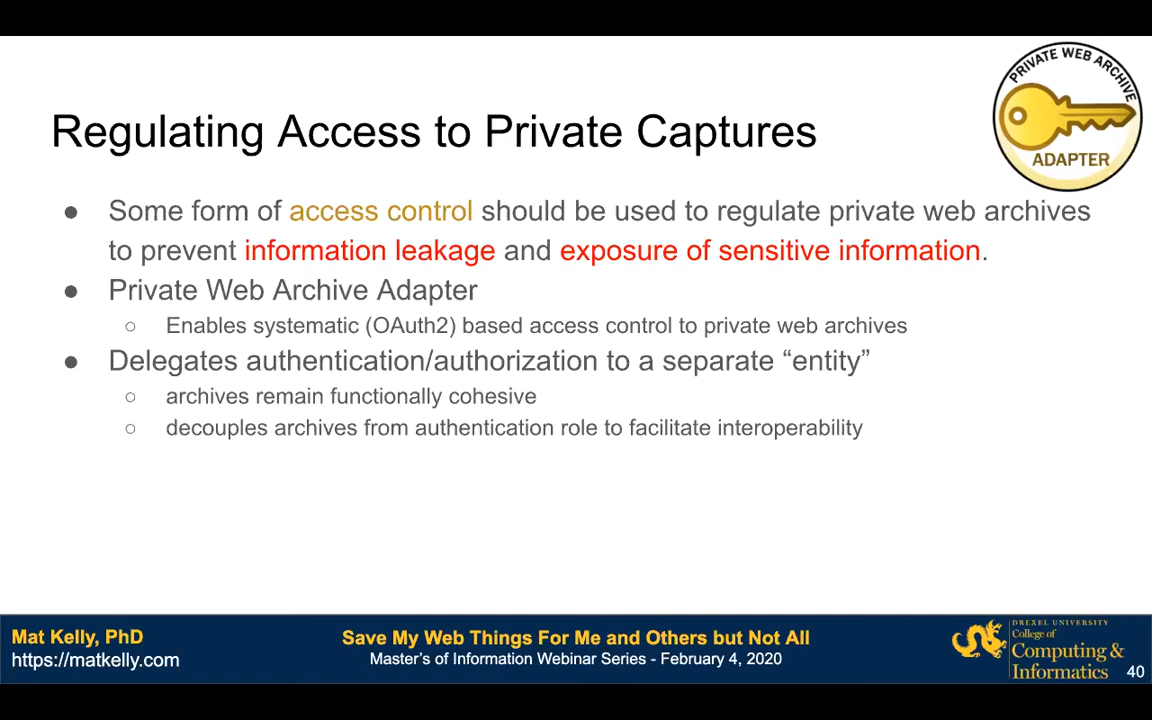 PRIVATE WEB ARCHIVE
ADAPTER
Regulating Access to Private Captures
● Some form of access control should be used to regulate private web archives
to prevent information leakage and exposure of sensitive information.
● Private Web Archive Adapter
○ Enables systematic (OAuth2) based access control to private web archives
● Delegates authentication/authorization to a separate “entity”
○ archives remain functionally cohesive
○ decouples archives from authentication role to facilitate interoperability
Mat Kelly, PhD
https://matkelly.com
Save My Web Things For Me and Others but Not All
Master’s of Information Webinar Series - February 4, 2020
DREXEL UNIVERSITY
College of
Computing &
Informatics
40